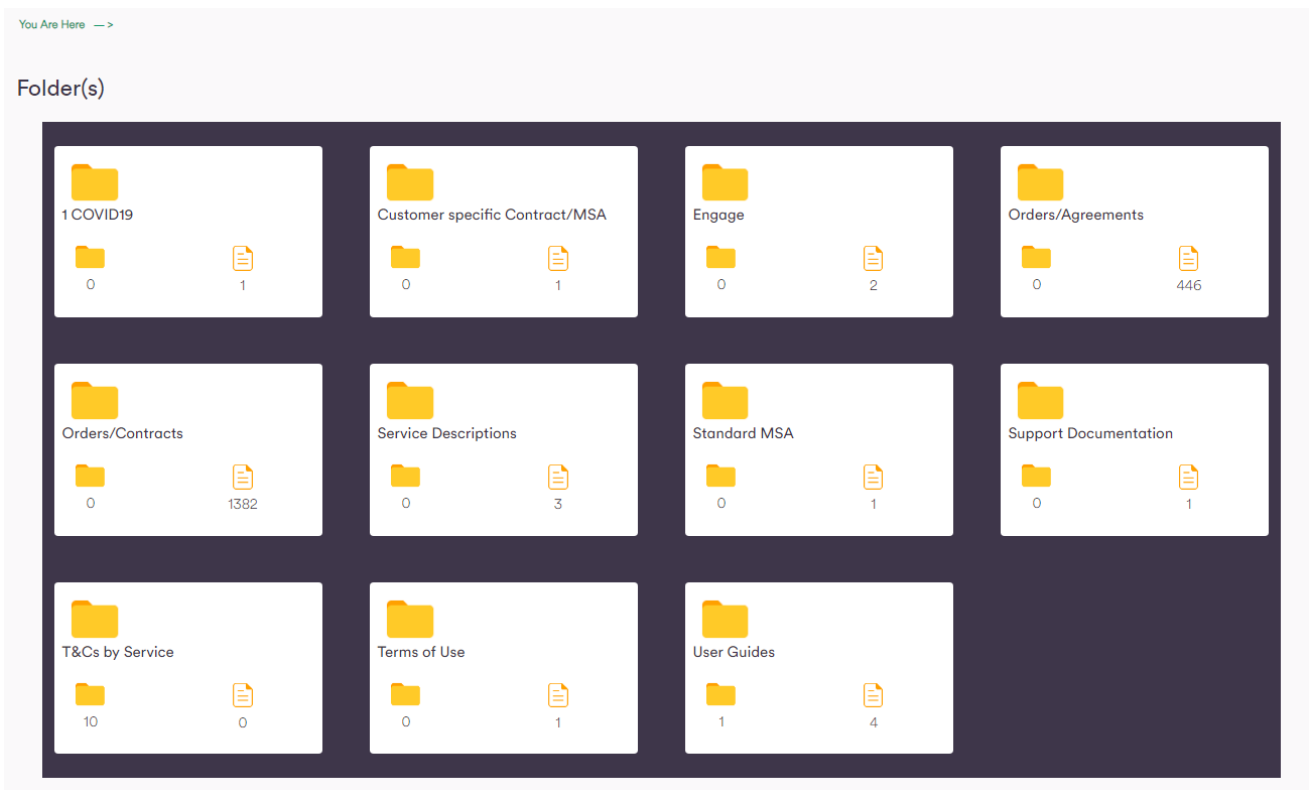 You Are Here —>
Folder(s)
1 COVID19
0 1
Customer specific Contract/MSA
0 1
Engage
0 2
Orders/Agreements
0 446
Orders/Contracts
0 1382
Service Descriptions
0 3
Standard MSA
0 1
Support Documentation
0 1
T&Cs by Service
10 0
Terms of Use
0 1
User Guides
1 4